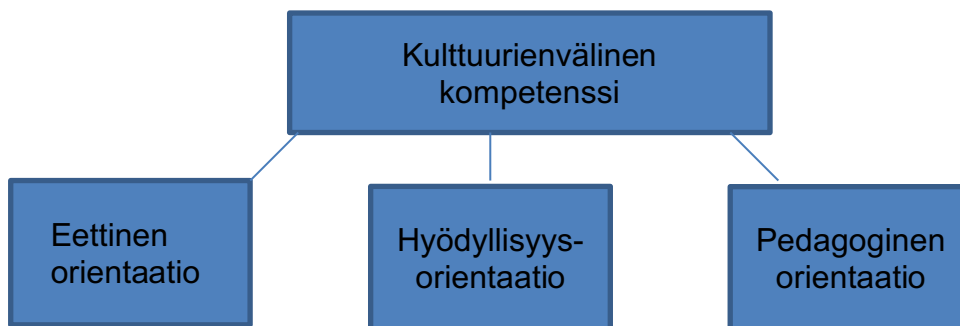 Kulttuurienvälinen
kompetenssi
Eettinen
orientaatio
Hyödyllisyys-
orientaatio
Pedagoginen
orientaatio